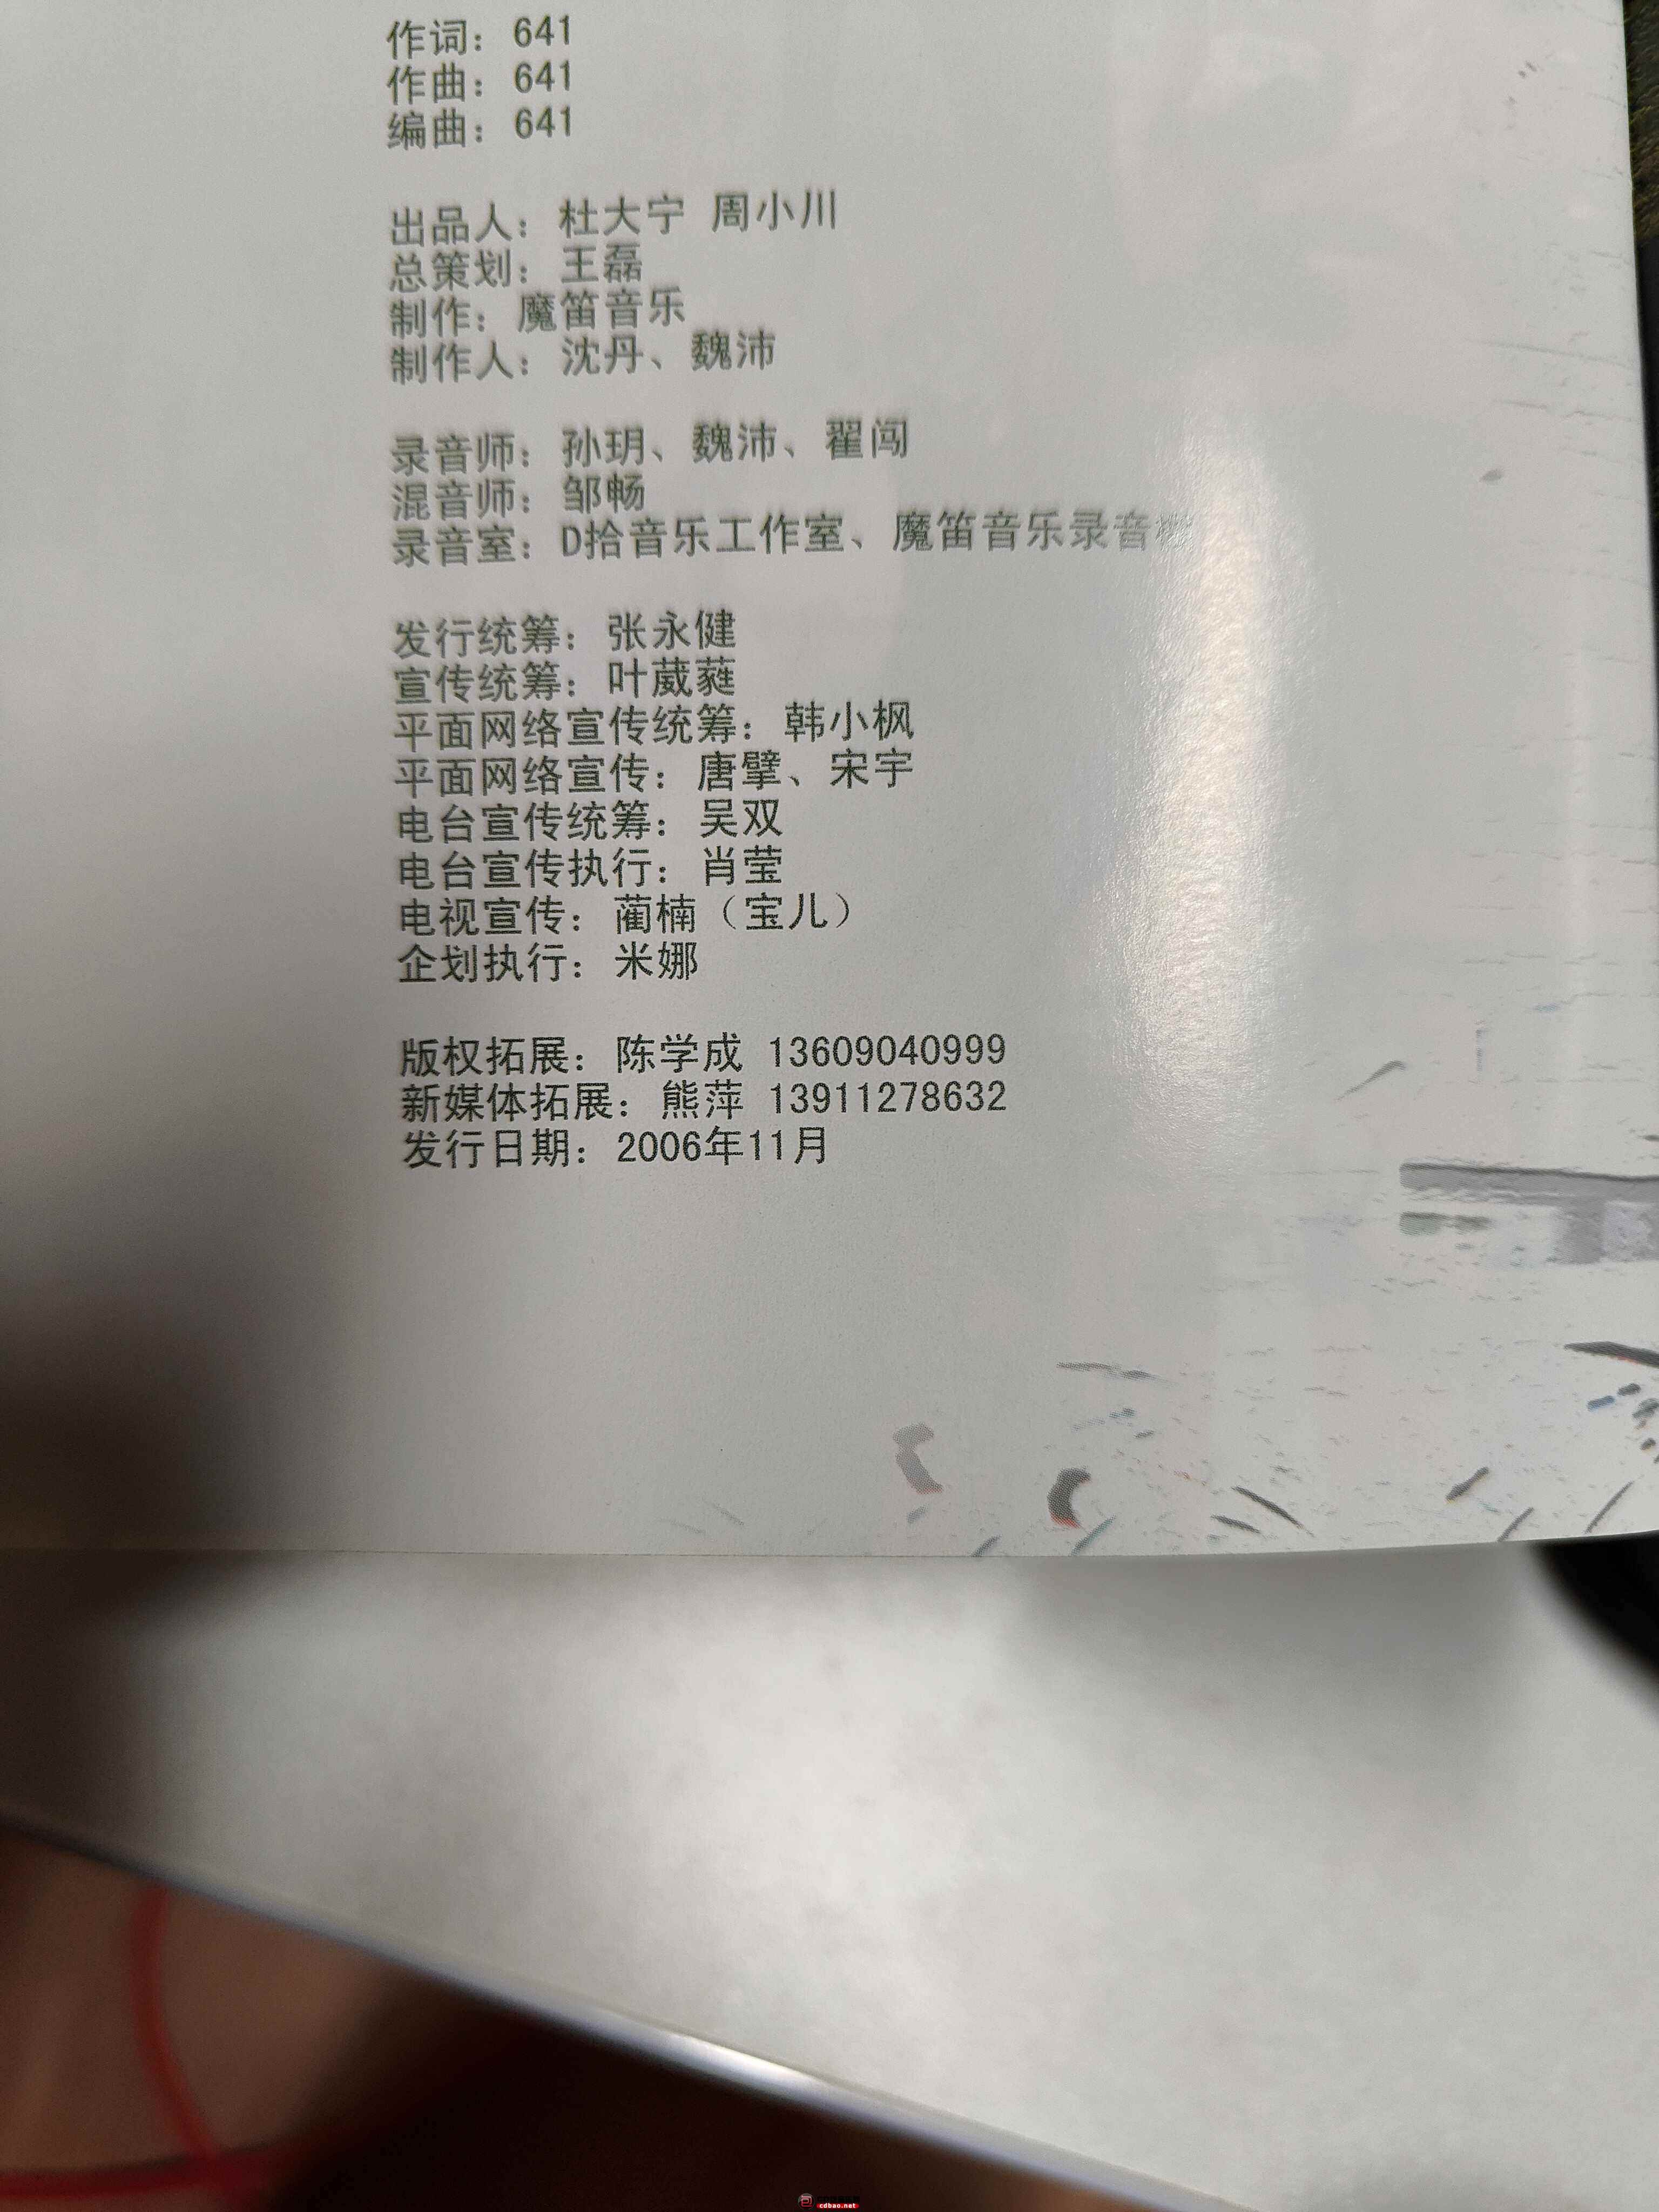 作词：641
作曲：641
编曲：641
出品人：杜大宁 周小川
总策划：王磊
制作：魔笛音乐
制作人：沈丹、魏沛
录音师：孙玥、魏沛、翟闯
混音师：邹畅
录音室：D拾音乐工作室、魔笛音乐录音棚
发行统筹：张永健
宣传统筹：叶葳蕤
平面网络宣传统筹：韩小枫
平面网络宣传：唐擘、宋宇
电台宣传统筹：吴双
电台宣传执行：肖莹
电视宣传：蔺楠（宝儿）
企划执行：米娜
版权拓展：陈学成 13609040999
新媒体拓展：熊萍 13911278632
发行日期：2006年11月
cdbao.net